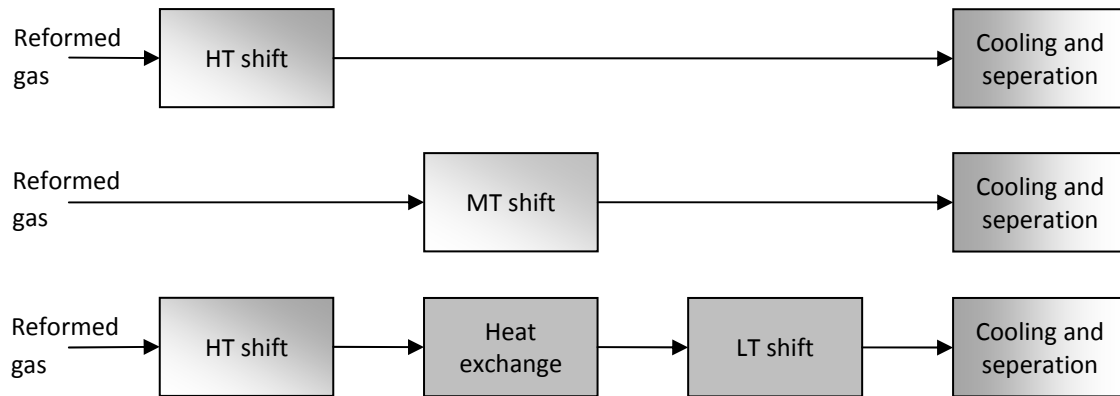 Reformed
gas
HT shift
Cooling and
seperation
Reformed
gas
MT shift
Cooling and
seperation
Reformed
gas
HT shift
Heat
exchange
LT shift
Cooling and
seperation